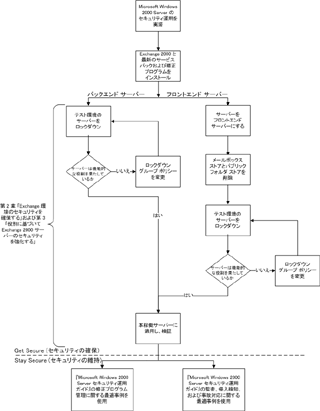 Microsoft Windows
2000 Server の
セキュリティ運用を
展開
Exchange 2000 と
最新のサービス
パックおよび修正
プログラムを
インストール
バックエンド サーバー
フロントエンド サーバー
テスト環境の
サーバーを
ロックダウン
サーバーを
フロントエンド
サーバーにする
メールボックス
ストアとパブリック
フォルダ ストアを
削除
サーバーは機能的
な役割を果たして
いるか
いいえ
ロックダウン
グループ ポリシー
を変更
はい
第 2 章「Exchange 環
境のセキュリティを
確保する」および第 3
章「役割に基づいて
Exchange 2000 サー
バーのセキュリティ
を強化する」
テスト環境の
サーバーを
ロックダウン
サーバーは機能的
な役割を果たして
いるか
いいえ
ロックダウン
グループ ポリシー
を変更
はい
本稼働サーバーに
適用し、検証
Get Secure (セキュリティの確保)
Stay Secure (セキュリティの維持)
『Microsoft Windows 2000
Server セキュリティ運用
ガイド』の修正プログラム
管理に関する最適事例を
使用
『Microsoft Windows 2000
Server セキュリティ運用
ガイド』の監査、侵入検知、
および事故対応に関する
最適事例を使用